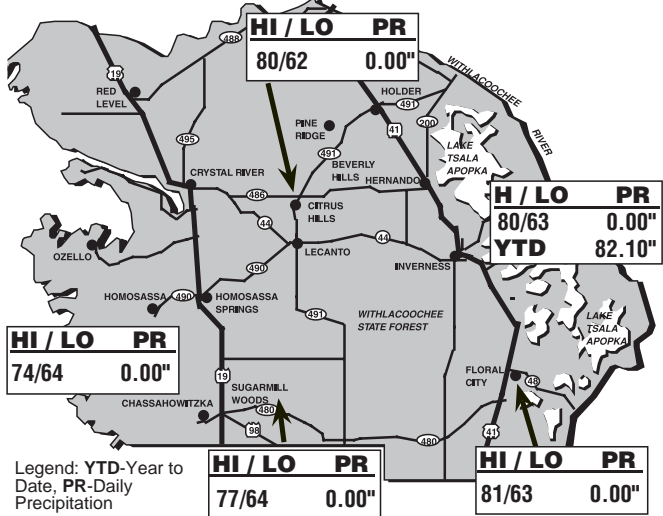 HI / LO PR
80/62 0.00"
488
19
RED
LEVEL
WITHLACOOCHEE
RIVER
HOLDER
491
PINE
RIDGE
41
200
495
LAKE
TSALA
APOPKA
491
BEVERLY
HILLS
CRYSTAL RIVER
HERNANDO
486
CITRUS
HILLS
H / LO PR
80/63 0.00"
YTD 82.10"
44
44
OZELLO
LECANTO
INVERNESS
490
HOMOSASSA
490
HOMOSASSA
SPRINGS
491
WITHLACOOCHEE
STATE FOREST
LAKE
TSALA
APOPKA
HI / LO PR
74/64 0.00"
19
SUGARMILL
WOODS
FLORAL
CITY
48
CHASSAHOWITZKA
480
98
480
41
Legend: YTD-Year to
Date, PR-Daily
Precipitation
HI / LO PR
77/64 0.00"
HI / LO PR
81/63 0.00"